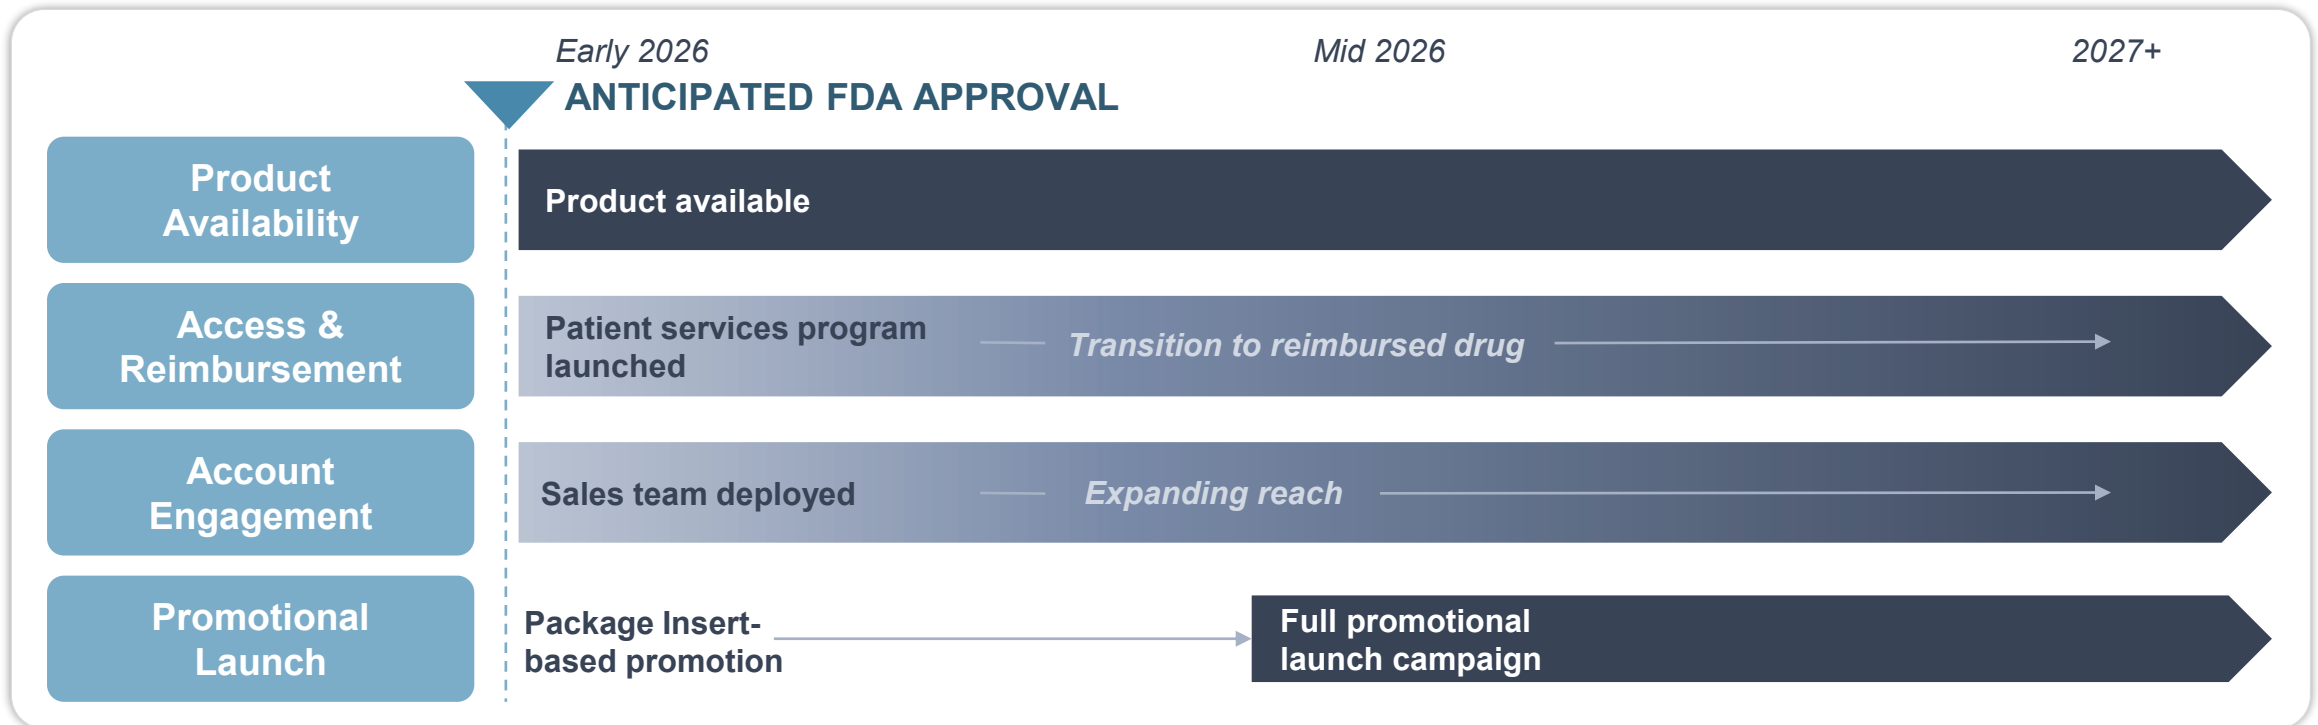 Early 2026
Mid 2026
2027+
ANTICIPATED FDA APPROVAL
Product
Availability
Product available
Access &
Reimbursement
Patient services program
launched
Transition to reimbursed drug
Account
Engagement
Sales team deployed
Expanding reach
Promotional
Launch
Package Insert-
based promotion
Full promotional
launch campaign